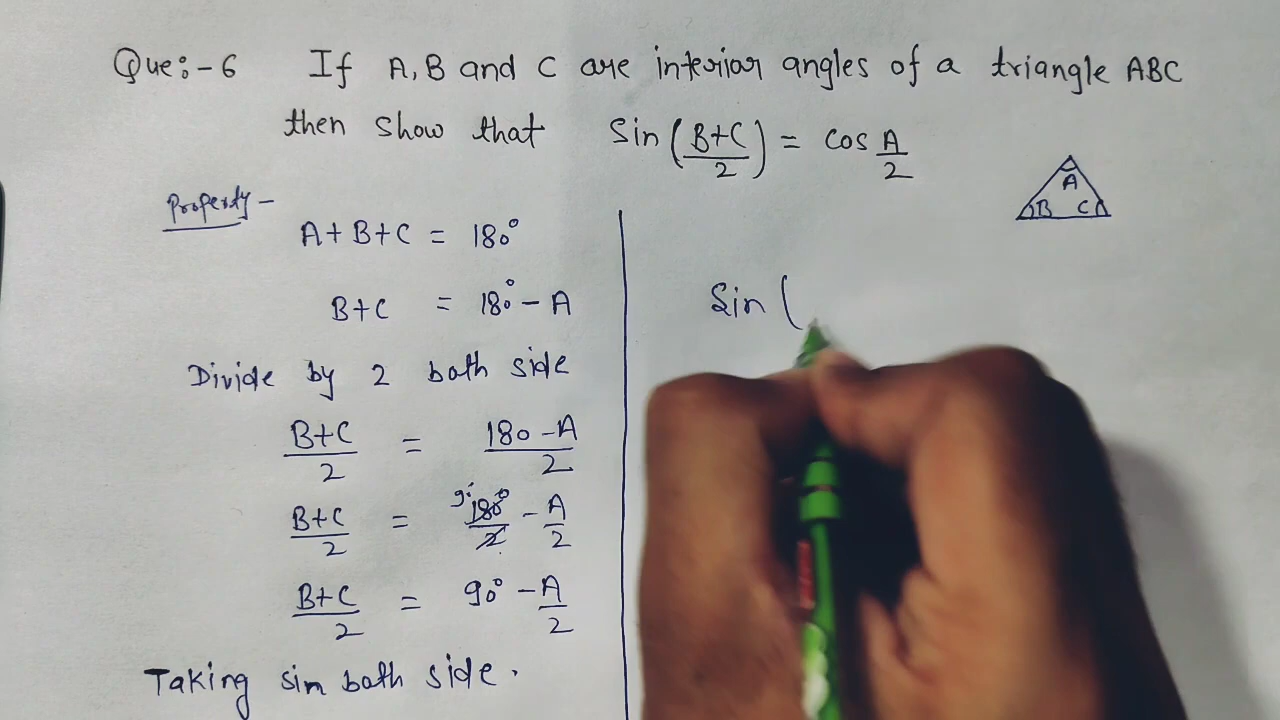 Que:-6 If A, B and C are interior angles of a triangle ABC
then show that Sin(B+C/2) = cos A/2
A
B C
Property-
A+B+C = 180°
B+C = 180° - A
Divide by 2 both side
B+C/2 = 180-A/2
B+C/2 = 180°/2 - A/2
B+C/2 = 90° - A/2
Taking sin both side.
Sin (